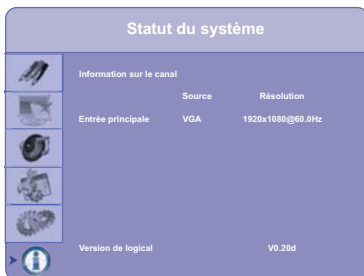 Statut du système
Information sur le canal
Source Résolution
Entrée principale VGA 1920x1080@60.0Hz
Version de logical V0.20d